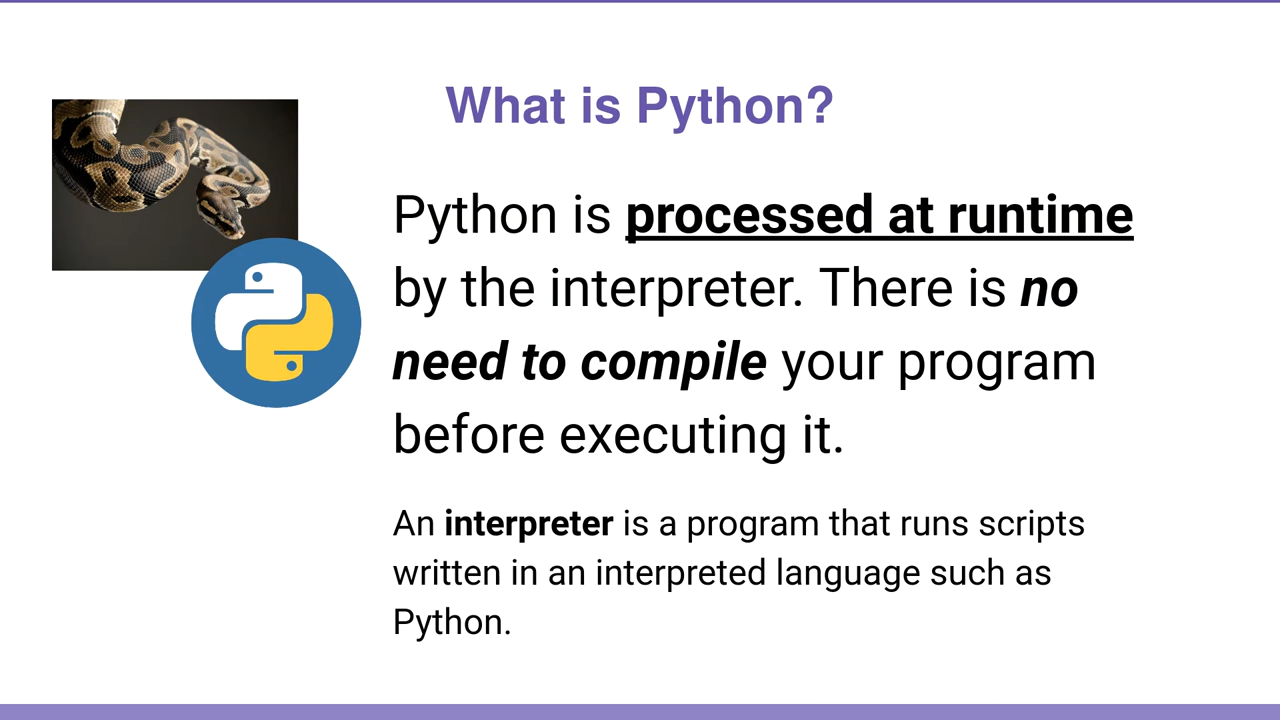 What is Python?
Python is processed at runtime
by the interpreter. There is no
need to compile your program
before executing it.
An interpreter is a program that runs scripts
written in an interpreted language such as
Python.